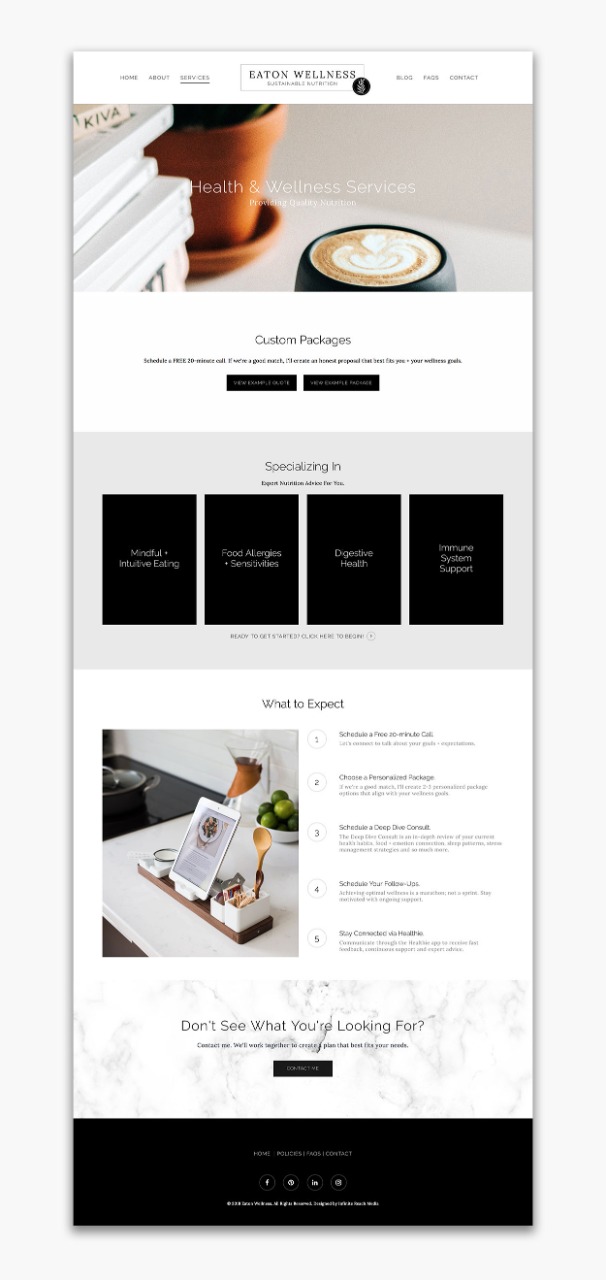 HOME ABOUT SERVICES
EATON WELLNESS
SUSTAINABLE NUTRITION
BLOG FAQS CONTACT
KIVA
Health & Wellness Services
Providing Quality Nutrition
Custom Packages
Schedule a FREE 20-minute call. If we're a good match, I'll create an honest proposal that best fits you + your wellness goals.
VIEW EXAMPLE QUOTE VIEW EXAMPLE PACKAGE
Specializing In
Expert Nutrition Advice For You.
Mindful +
Intuitive Eating
Food Allergies
+ Sensitivities
Digestive
Health
Immune
System
Support
READY TO GET STARTED? CLICK HERE TO BEGIN!
What to Expect
1
Schedule a Free 20-minute Call.
Let's connect to talk about your goals + expectations.
2
Choose a Personalized Package.
If we're a good match, I'll create 2-3 personalized package
options that align with your wellness goals.
3
Schedule a Deep Dive Consult.
The Deep Dive Consult is an in-depth review of your current
health habits, food + emotion connection, sleep patterns, stress
management strategies and so much more.
4
Schedule Your Follow-Ups.
Achieving optimal wellness is a marathon, not a sprint. Stay
motivated with ongoing support.
5
Stay Connected via Healthie.
Communicate through the Healthie app to receive fast
feedback, continuous support and expert advice.
Don't See What You're Looking For?
Contact me. We'll work together to create a plan that best fits your needs.
CONTACT ME
HOME | POLICIES | FAQS | CONTACT
© 2019 Eaton Wellness. All Rights Reserved. Designed by Infinite Reach Media